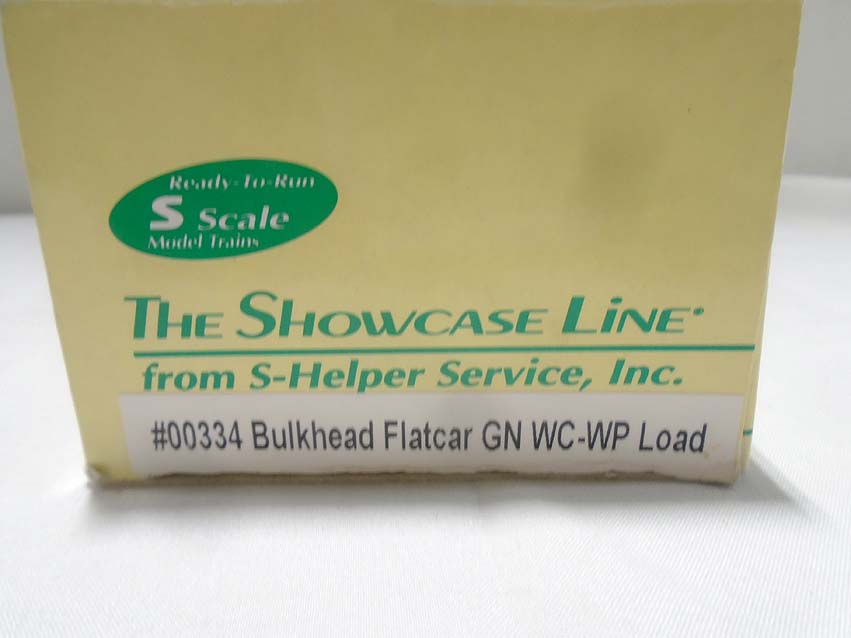 Ready-To-Run
S Scale
Model Trains
THE SHOWCASE LiNE®
from S-Helper Service, Inc.
#00334 Bulkhead Flatcar GN WC-WP Load